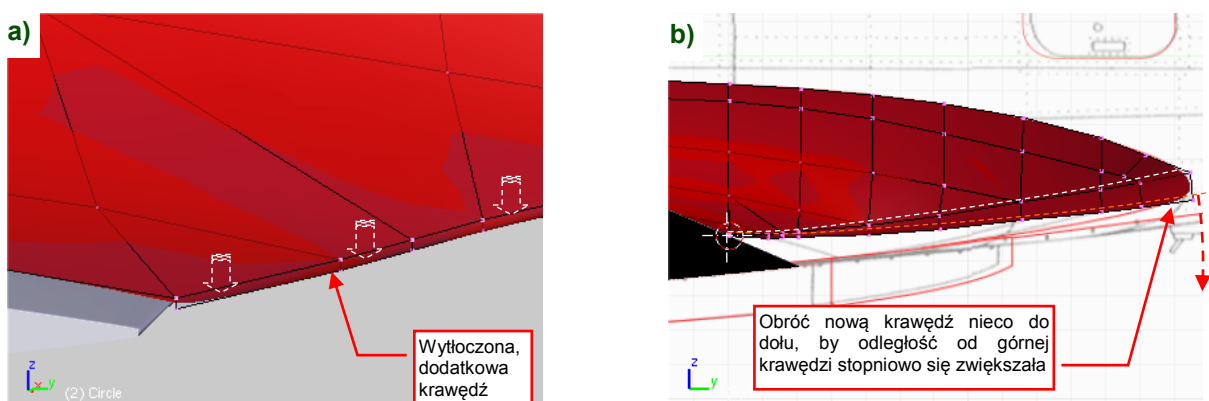 a)
Wytłoczona,
dodatkowa
krawędź
z
x y
(2) Circle
b)
Obróć nową krawędź nieco do
dołu, by odległość od górnej
krawędzi stopniowo się zwiększała
z
y